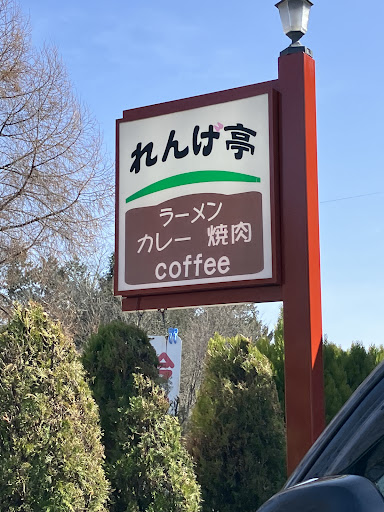 れんげ亭
ラーメン
カレー 焼肉
coffee